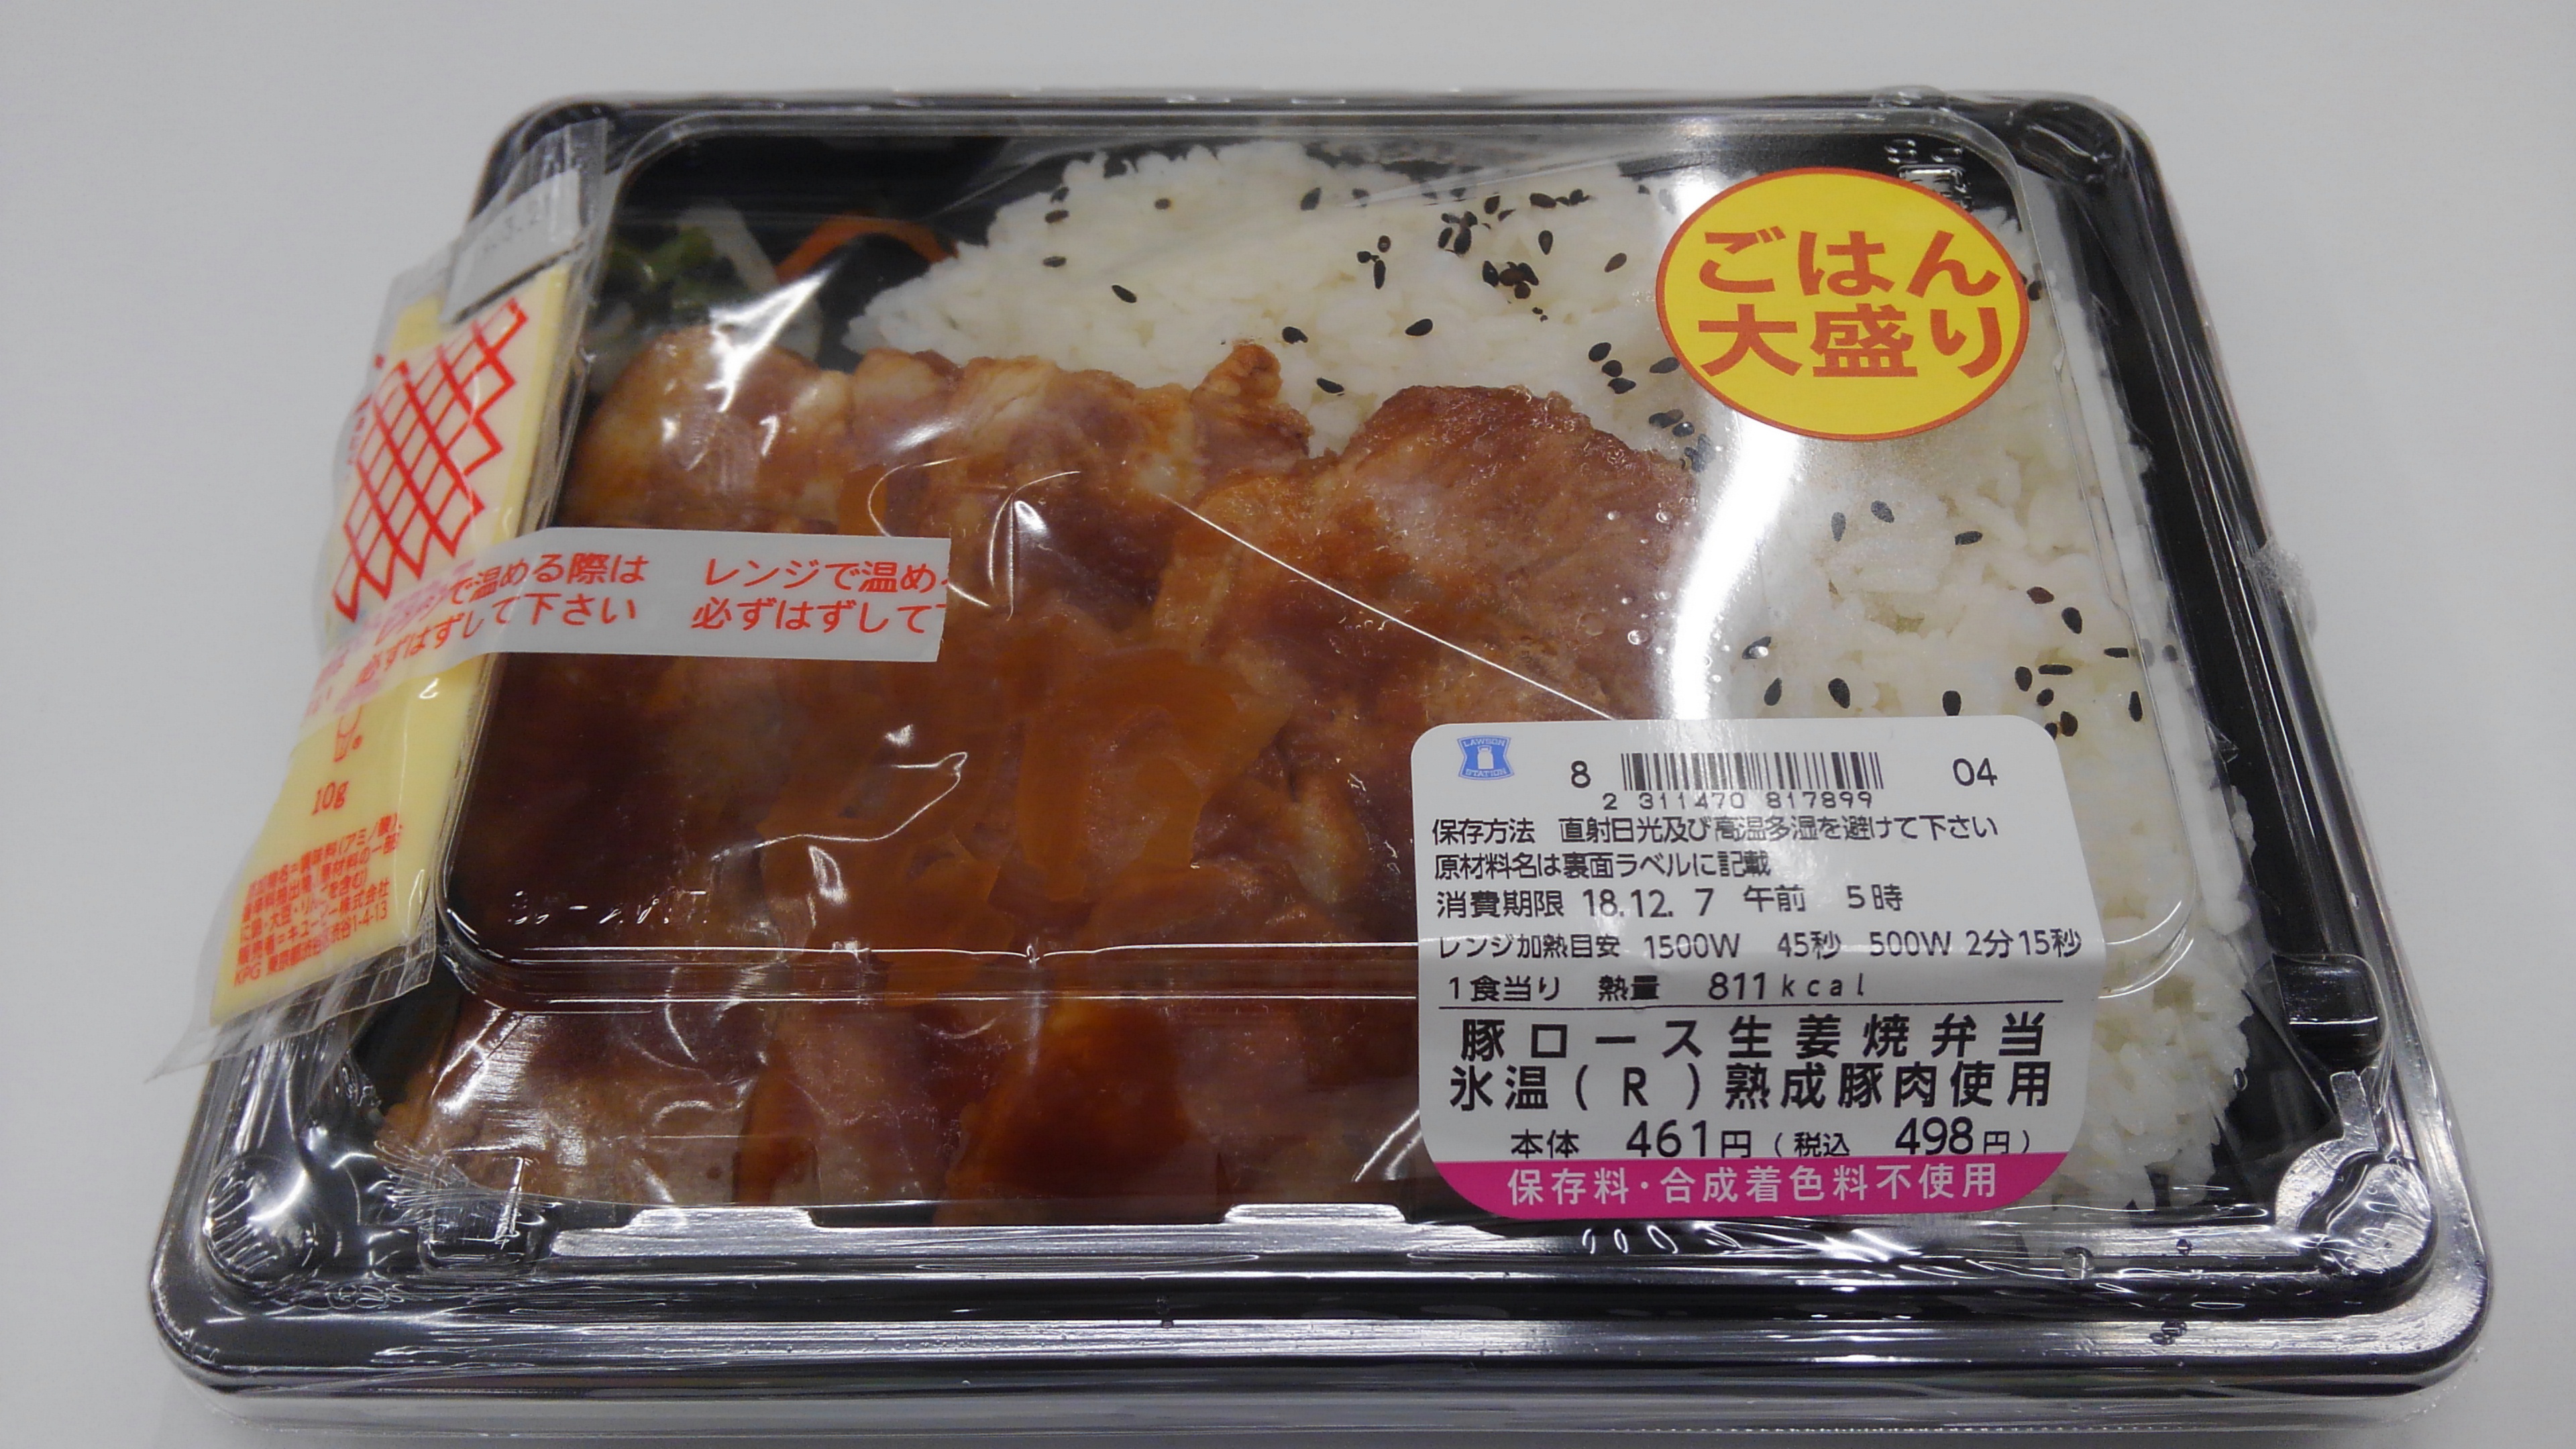 ごはん
大盛り
で温める際は レンジで温め
必ずはずして下さい 必ずはずして
10g
LAWSON
STATION
8 04
2 311470 817899
保存方法 直射日光及び高温多湿を避けて下さい
原材料名は裏面ラベルに記載
消費期限 18.12. 7 午前 5時
レンジ加熱目安 1500W 45秒 500W 2分15秒
1食当り 熱量 811kcal
豚ロース生姜焼弁当
氷温(R)熟成豚肉使用
本体 461円(税込 498円)
保存料・合成着色料不使用